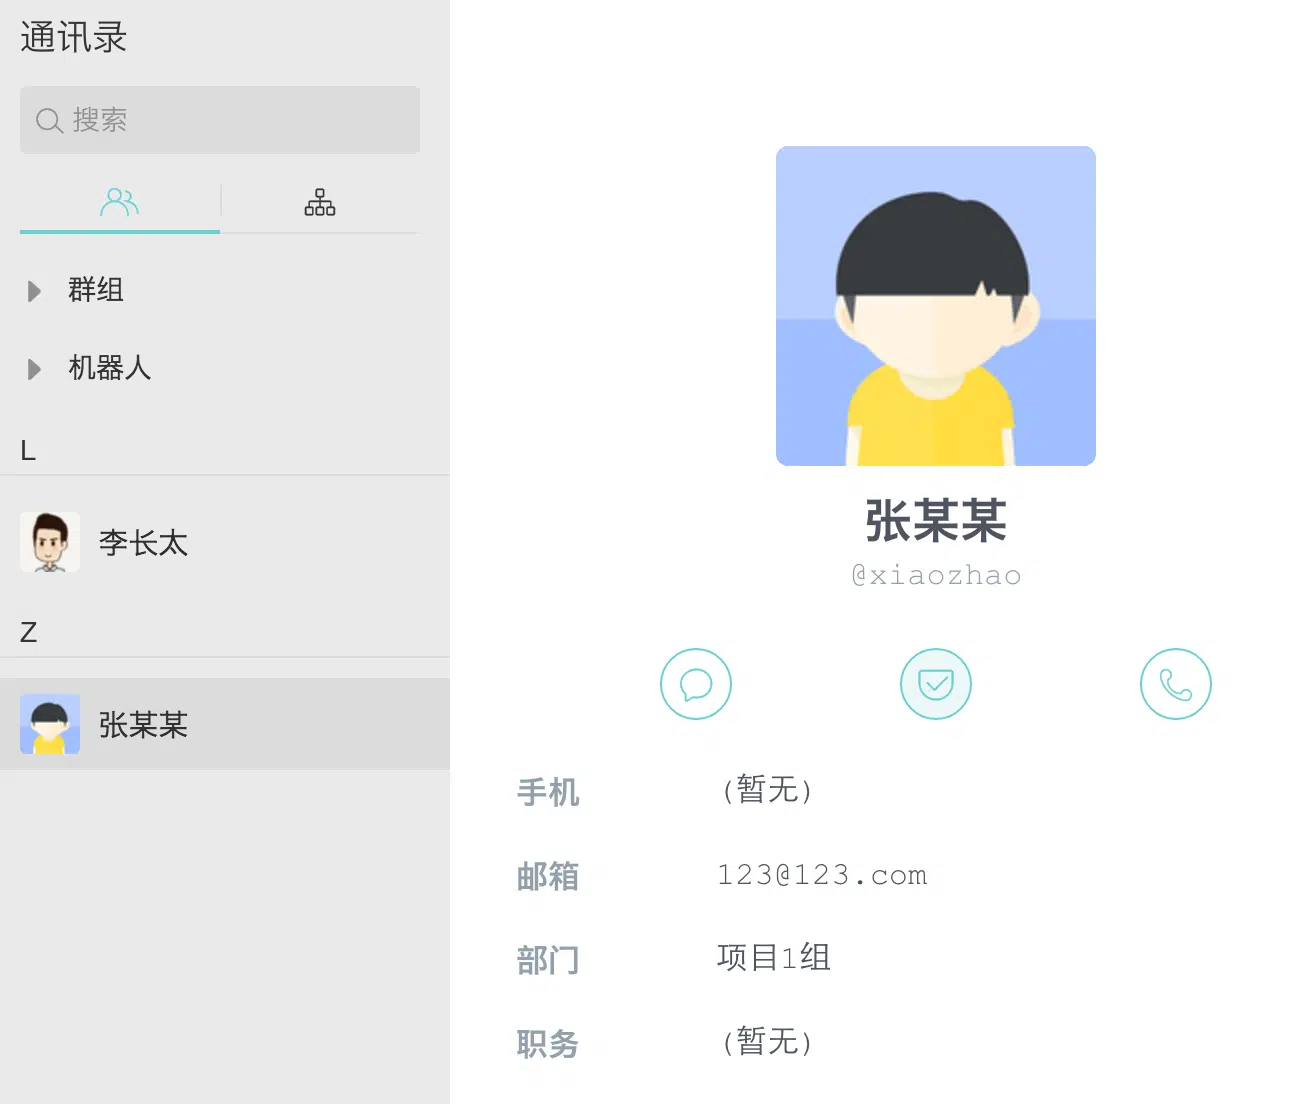 通讯录
搜索
群组
机器人
L
李长太
Z
张某某
张某某
@xiaozhao
手机 (暂无)
邮箱 123@123.com
部门 项目1组
职务 (暂无)